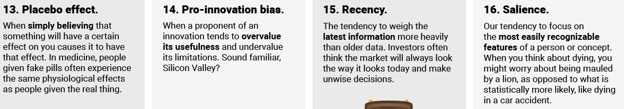 13. Placebo effect.
When simply believing that
something will have a certain
effect on you causes it to have
that effect. In medicine, people
given fake pills often experience
the same physiological effects
as people given the real thing.
14. Pro-innovation bias.
When a proponent of an
innovation tends to overvalue
its usefulness and undervalue
its limitations. Sound familiar,
Silicon Valley?
15. Recency.
The tendency to weigh the
latest information more heavily
than older data. Investors often
think the market will always look
the way it looks today and make
unwise decisions.
16. Salience.
Our tendency to focus on
the most easily recognizable
features of a person or concept.
When you think about dying, you
might worry about being mauled
by a lion, as opposed to what is
statistically more likely, like dying
in a car accident.